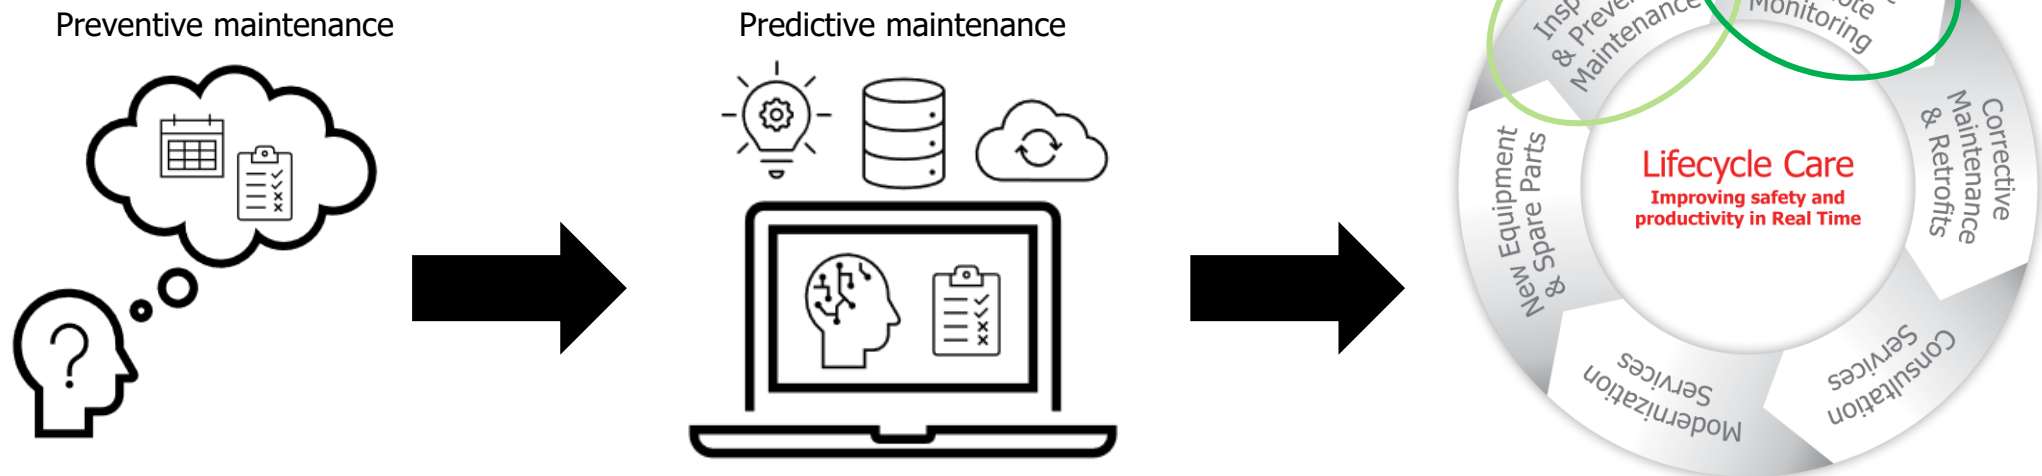 Preventive maintenance
Predictive maintenance
?
& Preve
Maintenance
Monitoring
Corrective
Maintenance
& Retrofits
Consultation
Services
Modernization
Services
New Equipment
& Spare Parts
Lifecycle Care
Improving safety and
productivity in Real Time